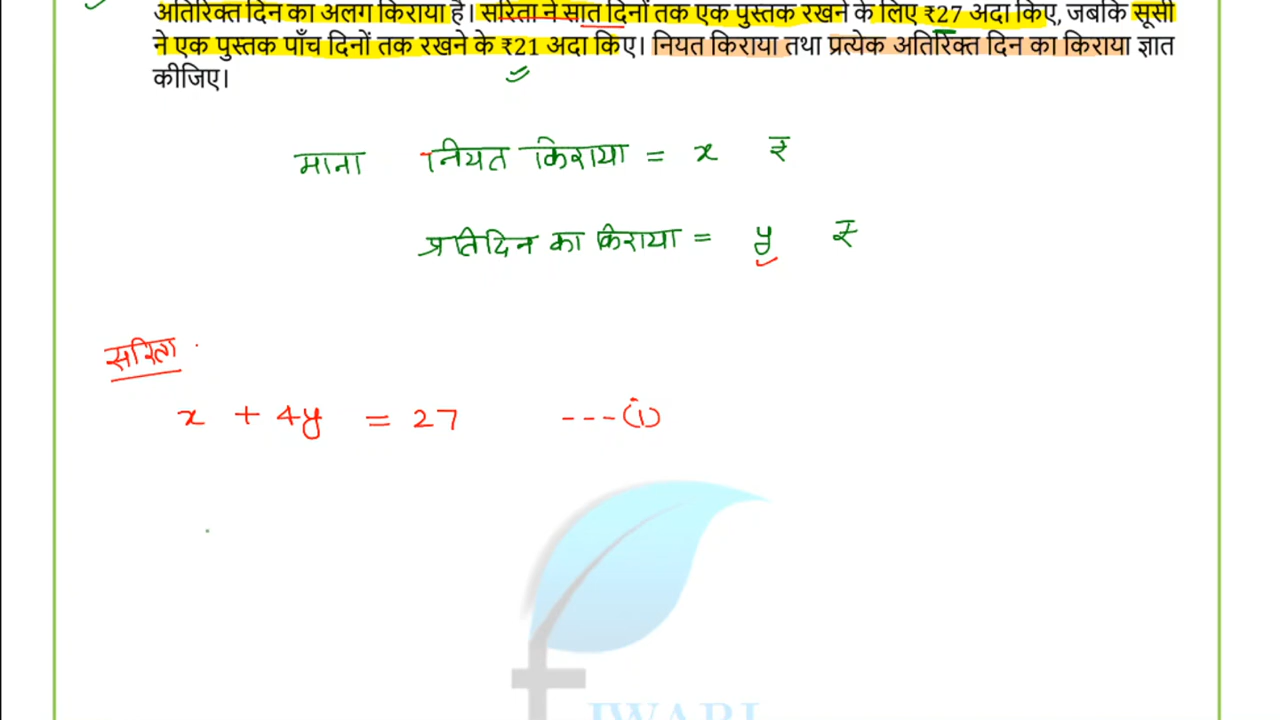 अतिरिक्त दिन का अलग किराया है। सरिता ने सात दिनों तक एक पुस्तक रखने के लिए ₹27 अदा किए, जबकि सूसी
ने एक पुस्तक पाँच दिनों तक रखने के ₹21 अदा किए। नियत किराया तथा प्रत्येक अतिरिक्त दिन का किराया ज्ञात
कीजिए।
माना नियत किराया = x ₹
प्रतिदिन का किराया = y ₹
सरिता
x + 4y = 27 ---(i)
IWARI